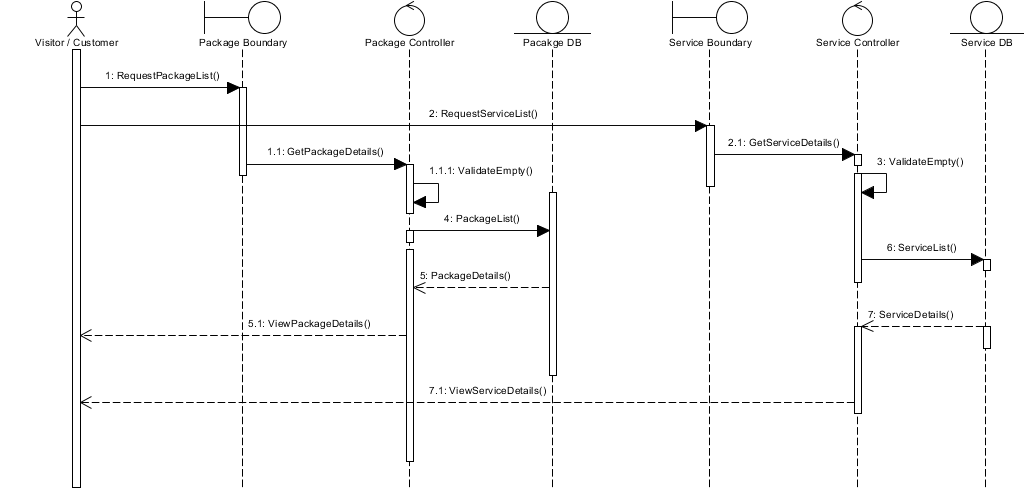 Visitor / Customer
Package Boundary
Package Controller
Pacakge DB
Service Boundary
Service Controller
Service DB
1: RequestPackageList()
2: RequestServiceList()
2.1: GetServiceDetails()
1.1: GetPackageDetails()
3: ValidateEmpty()
1.1.1: ValidateEmpty()
4: PackageList()
6: ServiceList()
5: PackageDetails()
7: ServiceDetails()
5.1: ViewPackageDetails()
7.1: ViewServiceDetails()